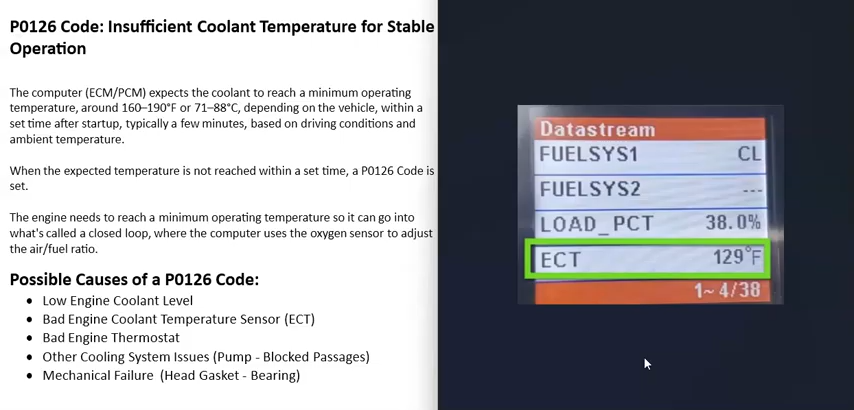 P0126 Code: Insufficient Coolant Temperature for Stable
Operation
The computer (ECM/PCM) expects the coolant to reach a minimum operating
temperature, around 160–190°F or 71–88°C, depending on the vehicle, within a
set time after startup, typically a few minutes, based on driving conditions and
ambient temperature.
When the expected temperature is not reached within a set time, a P0126 Code is
set.
The engine needs to reach a minimum operating temperature so it can go into
what's called a closed loop, where the computer uses the oxygen sensor to adjust
the air/fuel ratio.
Possible Causes of a P0126 Code:
• Low Engine Coolant Level
• Bad Engine Coolant Temperature Sensor (ECT)
• Bad Engine Thermostat
• Other Cooling System Issues (Pump - Blocked Passages)
• Mechanical Failure (Head Gasket - Bearing)
Datastream
FUELSYS1 CL
FUELSYS2 ---
LOAD_PCT 38.0%
ECT 129°F
1~ 4/38